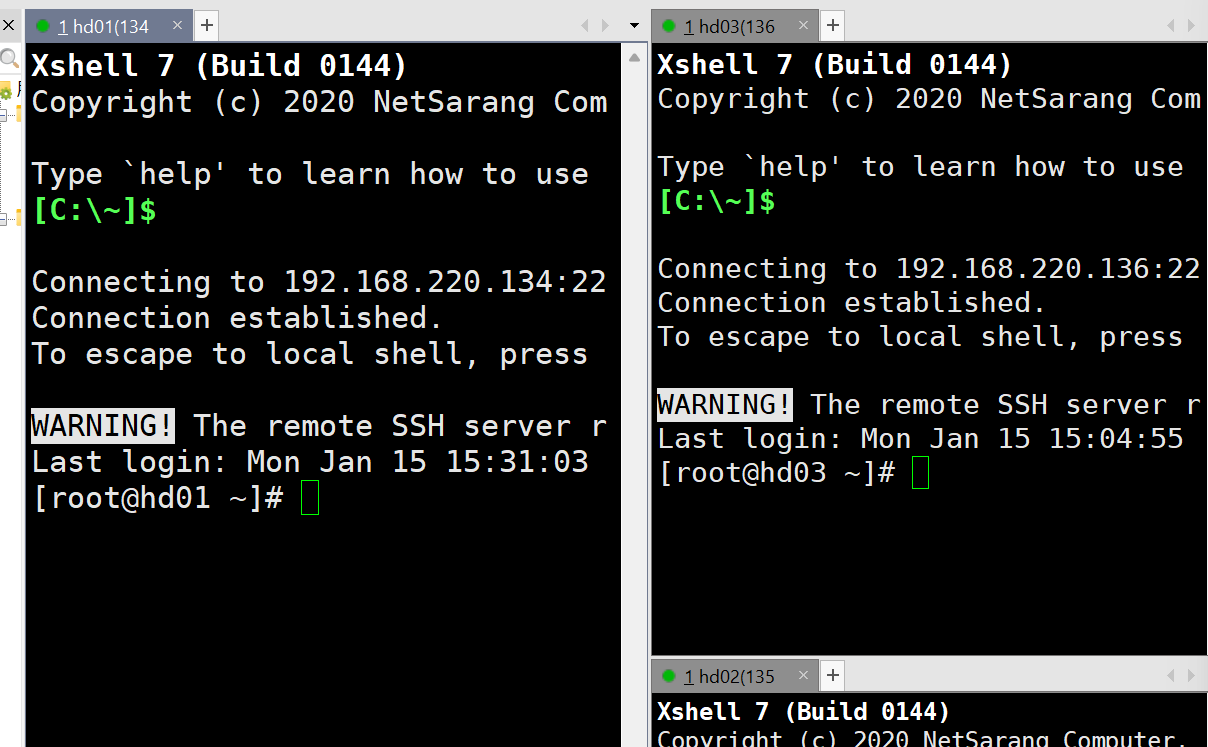 1 hd01(134
Xshell 7 (Build 0144)
Copyright (c) 2020 NetSarang Com
Type `help' to learn how to use
[C:\~]$
Connecting to 192.168.220.134:22
Connection established.
To escape to local shell, press
WARNING! The remote SSH server r
Last login: Mon Jan 15 15:31:03
[root@hd01 ~]#
1 hd03(136
Xshell 7 (Build 0144)
Copyright (c) 2020 NetSarang Com
Type `help' to learn how to use
[C:\~]$
Connecting to 192.168.220.136:22
Connection established.
To escape to local shell, press
WARNING! The remote SSH server r
Last login: Mon Jan 15 15:04:55
[root@hd03 ~]#
1 hd02(135
Xshell 7 (Build 0144)
Copyright (c) 2020 NetSarang Computer,